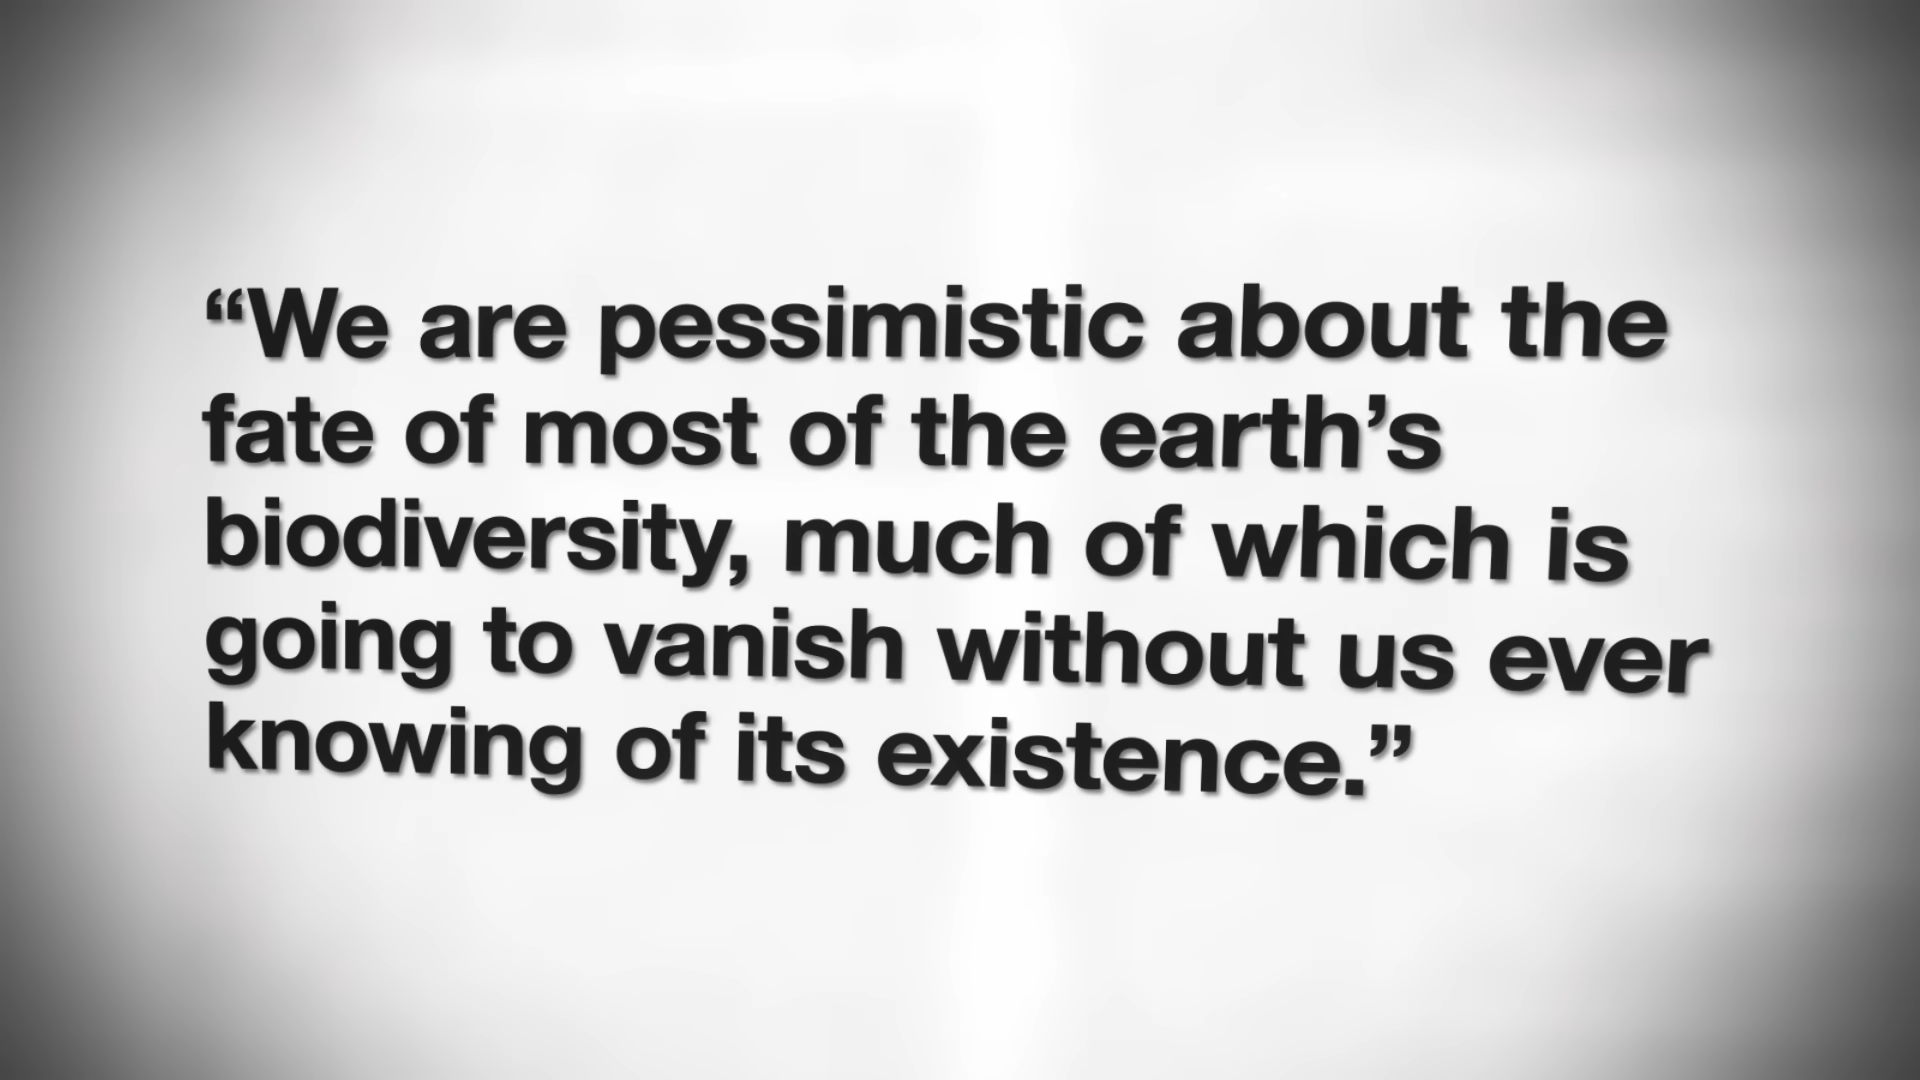 “We are pessimistic about the
fate of most of the earth’s
biodiversity, much of which is
going to vanish without us ever
knowing of its existence.”